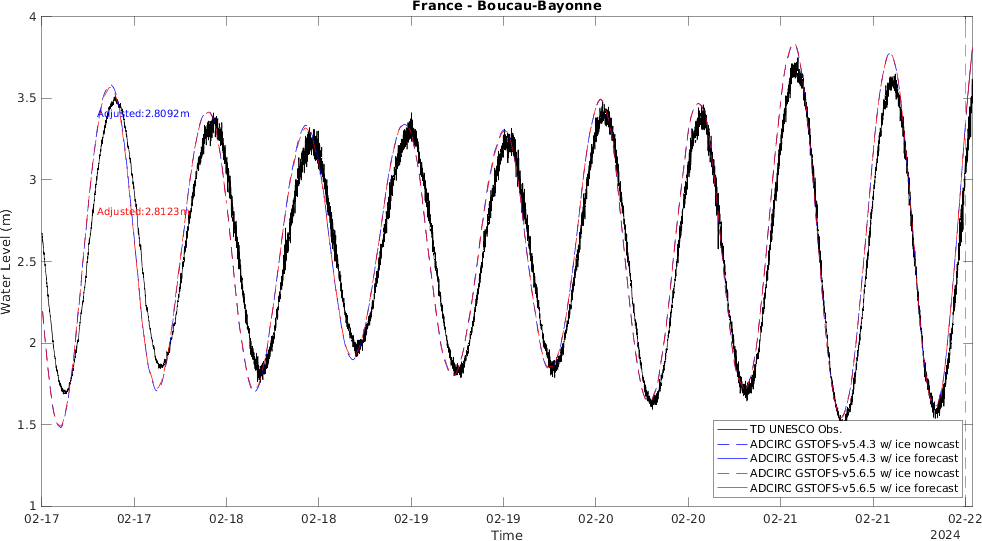 France - Boucau-Bayonne
4
3.5
3
2.5
2
1.5
1
Water Level (m)
Adjusted:2.8092m
Adjusted:2.8123m
TD UNESCO Obs.
ADCIRC GSTOFS-v5.4.3 w/ ice nowcast
ADCIRC GSTOFS-v5.4.3 w/ ice forecast
ADCIRC GSTOFS-v5.6.5 w/ ice nowcast
ADCIRC GSTOFS-v5.6.5 w/ ice forecast
02-17 02-17 02-18 02-18 02-19 02-19 02-20 02-20 02-21 02-21 02-22
Time
2024